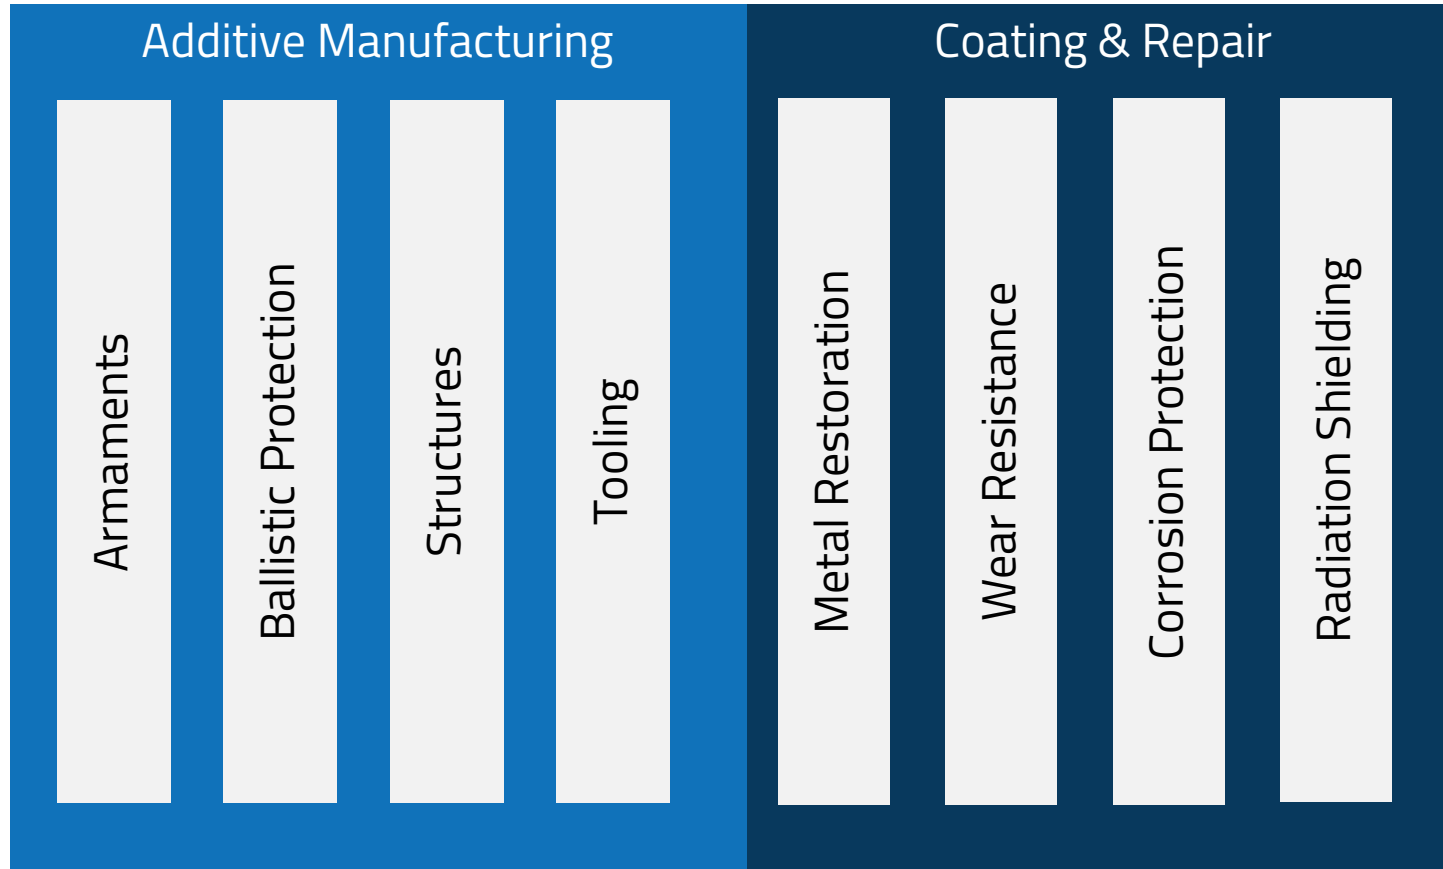 Additive Manufacturing
Armaments
Ballistic Protection
Structures
Tooling
Coating & Repair
Metal Restoration
Wear Resistance
Corrosion Protection
Radiation Shielding